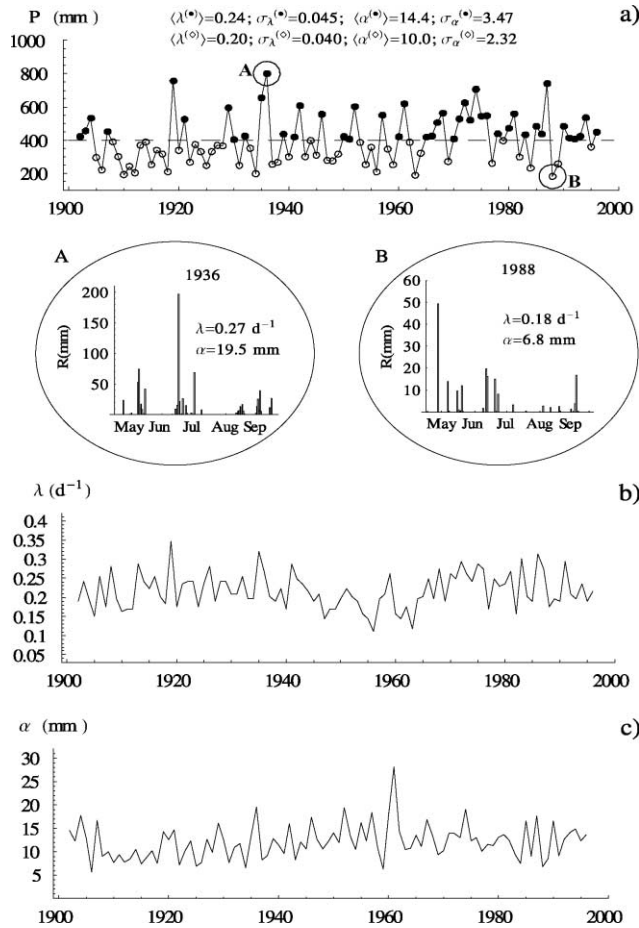 P ⟨λ(•)⟩=0.24; σλ(•)=0.045; ⟨α(•)⟩=14.4; σα(•)=3.47 a)
(mm) ⟨λ(⋄)⟩=0.20; σλ(⋄)=0.040; ⟨α(⋄)⟩=10.0; σα(⋄)=2.32
1000
800
600
400
200
A
B
1900 1920 1940 1960 1980 2000
A
1936
200
150
100
50
R(mm)
λ=0.27 d⁻¹
α=19.5 mm
May Jun Jul Aug Sep
B
1988
60
50
40
30
20
10
R(mm)
λ=0.18 d⁻¹
α=6.8 mm
May Jun Jul Aug Sep
λ (d⁻¹) b)
0.4
0.35
0.3
0.25
0.2
0.15
0.1
0.05
1900 1920 1940 1960 1980 2000
α (mm) c)
30
25
20
15
10
5
1900 1920 1940 1960 1980 2000